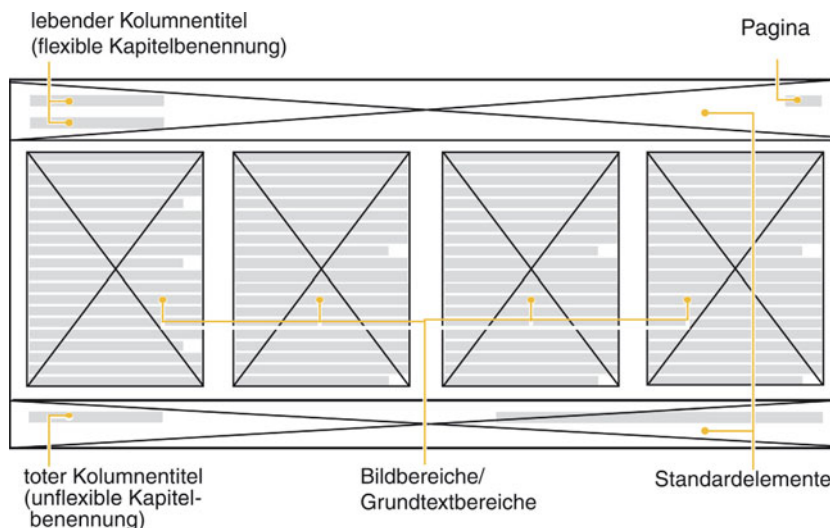 lebender Kolumnentitel
(flexible Kapitelbenennung)
Pagina
toter Kolumnentitel
(unflexible Kapitel-
benennung)
Bildbereiche/
Grundtextbereiche
Standardelemente